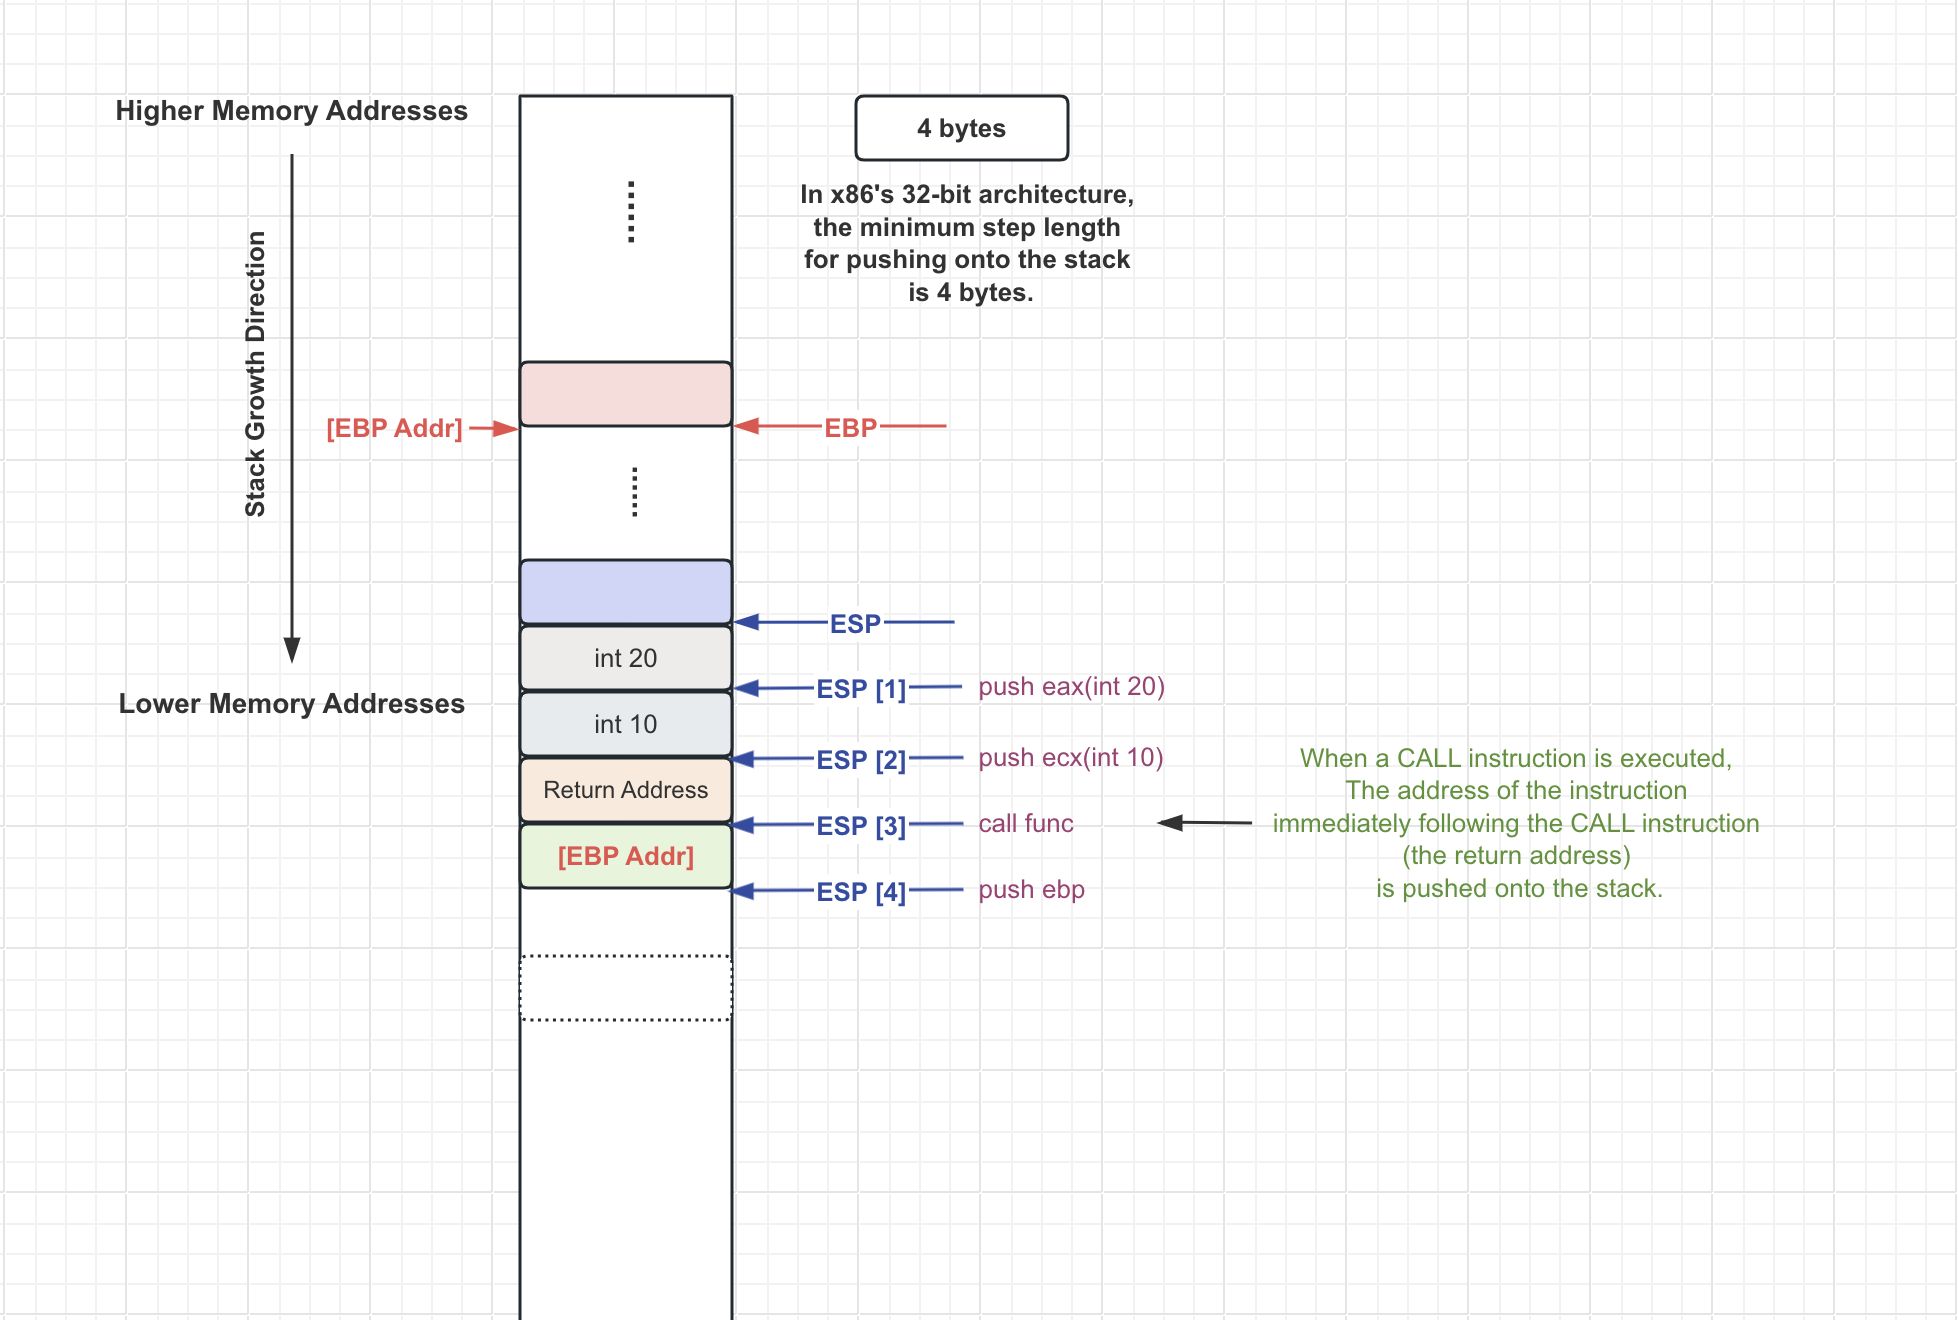 Higher Memory Addresses
Stack Growth Direction
Lower Memory Addresses
4 bytes
In x86's 32-bit architecture,
the minimum step length
for pushing onto the stack
is 4 bytes.
[EBP Addr]
EBP
ESP
int 20
ESP [1]
push eax(int 20)
int 10
ESP [2]
push ecx(int 10)
Return Address
ESP [3]
call func
[EBP Addr]
ESP [4]
push ebp
When a CALL instruction is executed,
The address of the instruction
immediately following the CALL instruction
(the return address)
is pushed onto the stack.